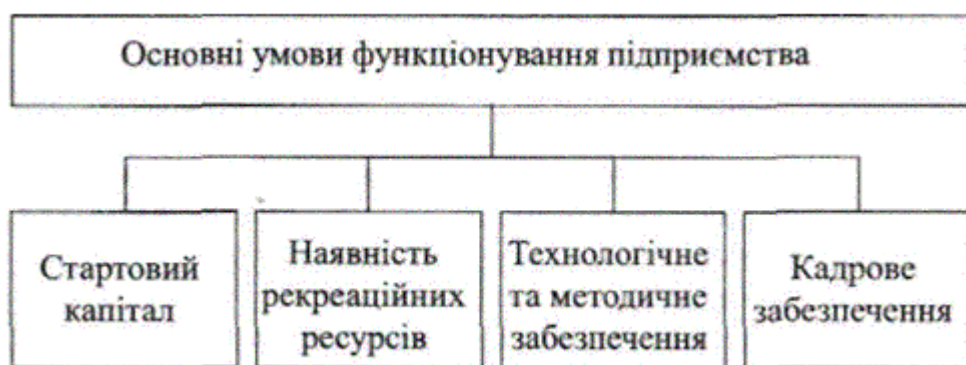 Основні умови функціонування підприємства
Стартовий
капітал
Наявність
рекреаційних
ресурсів
Технологічне
та методичне
забезпечення
Кадрове
забезпечення